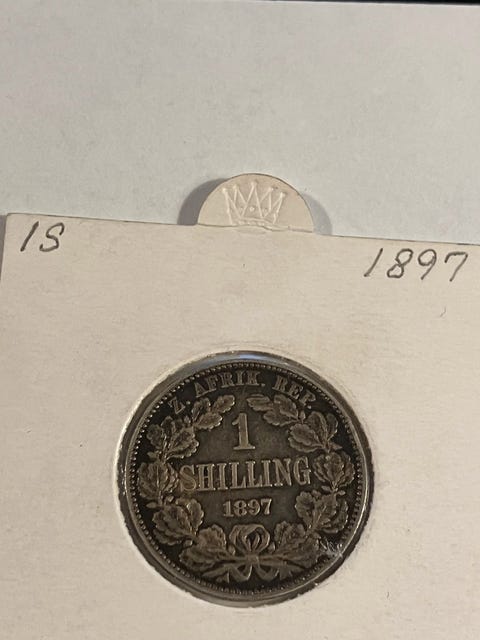 1S 1897
Z. AFRIK. REP.
1
SHILLING
1897